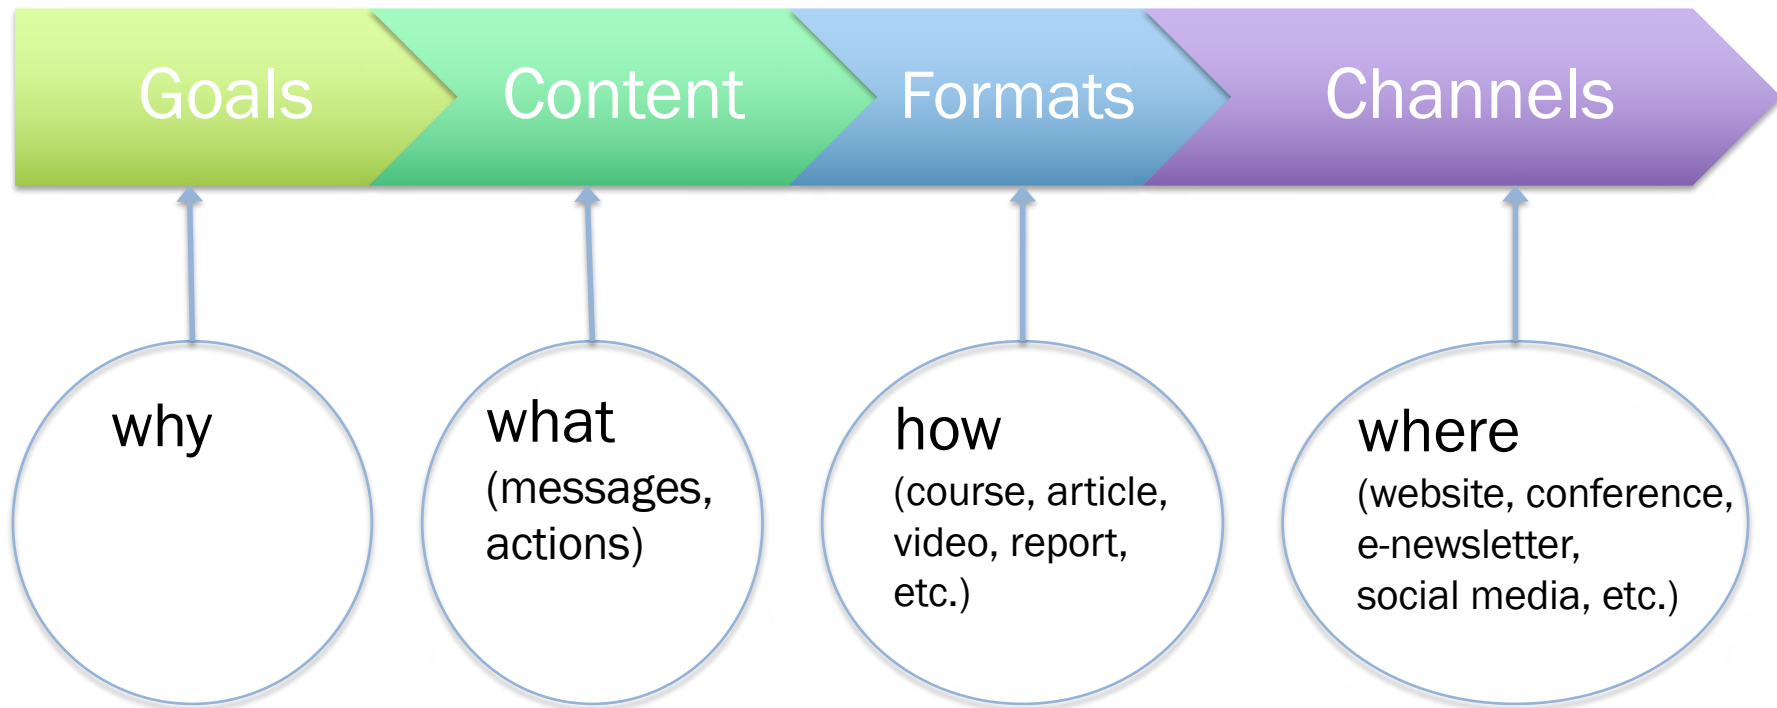 Goals
Content
Formats
Channels
why
what
(messages,
actions)
how
(course, article,
video, report,
etc.)
where
(website, conference,
e-newsletter,
social media, etc.)